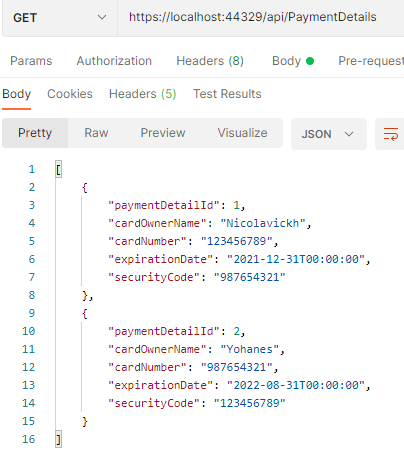 GET https://localhost:44329/api/PaymentDetails
Params Authorization Headers (8) Body Pre-request
Body Cookies Headers (5) Test Results
Pretty Raw Preview Visualize JSON
1 [
2 {
3 "paymentDetailId": 1,
4 "cardOwnerName": "Nicolavickh",
5 "cardNumber": "123456789",
6 "expirationDate": "2021-12-31T00:00:00",
7 "securityCode": "987654321"
8 },
9 {
10 "paymentDetailId": 2,
11 "cardOwnerName": "Yohanes",
12 "cardNumber": "987654321",
13 "expirationDate": "2022-08-31T00:00:00",
14 "securityCode": "123456789"
15 }
16 ]